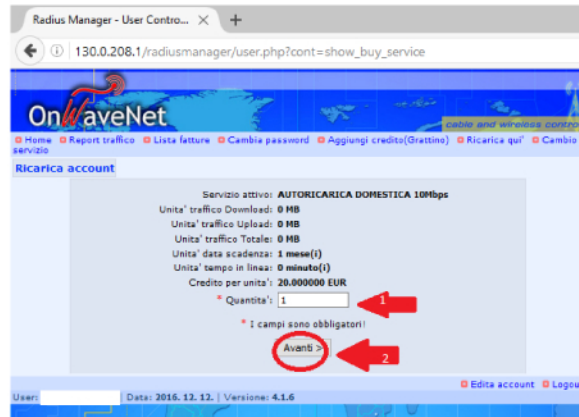 Radius Manager - User Contro...
130.0.208.1/radiusmanager/user.php?cont=show_buy_service
OnWaveNet
cable and wireless contro
Home Report traffico Lista fatture Cambia password Aggiungi credito(Grattino) Ricarica qui' Cambio
servizio
Ricarica account
Servizio attivo: AUTORICARICA DOMESTICA 10Mbps
Unita' traffico Download: 0 MB
Unita' traffico Upload: 0 MB
Unita' traffico Totale: 0 MB
Unita' data scadenza: 1 mese(i)
Unita' tempo in linea: 0 minuto(i)
Credito per unita': 20.000000 EUR
* Quantita': 1
1
* I campi sono obbligatori!
Avanti >
2
Edita account Logou
User: Data: 2016. 12. 12. | Versione: 4.1.6